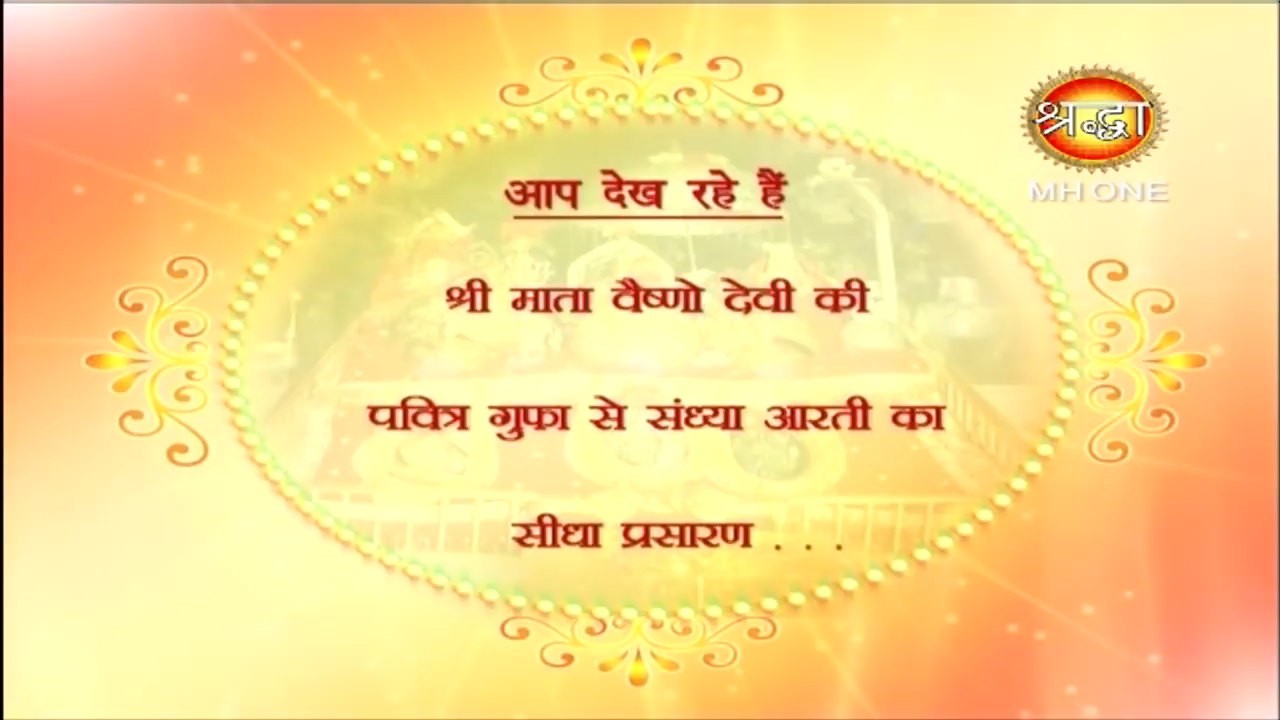 श्रद्धा
MH ONE
आप देख रहे हैं
श्री माता वैष्णो देवी की
पवित्र गुफा से संध्या आरती का
सीधा प्रसारण . . .